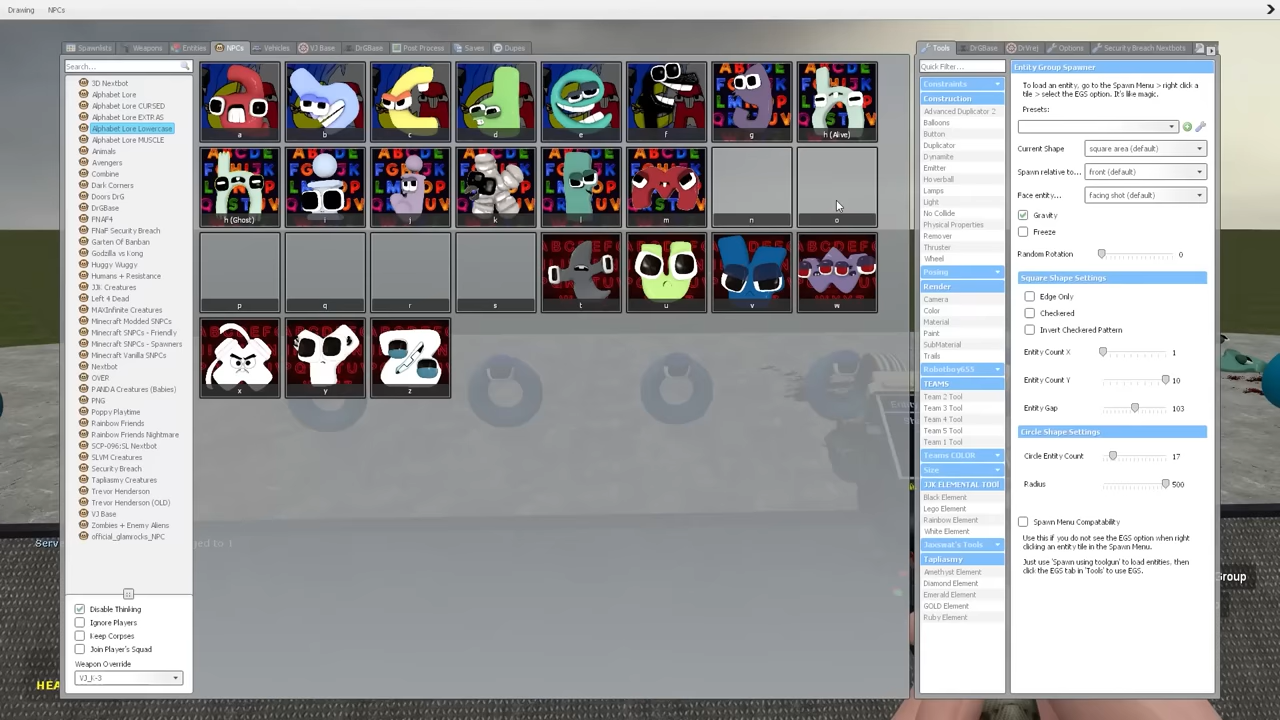 Drawing NPCs
Spawnlists Weapons Entities NPCs Vehicles VJ Base DrGBase Post Process Saves Dupes
Search...
3D Nextbot
Alphabet Lore
Alphabet Lore CURSED
Alphabet Lore EXTRAS
Alphabet Lore Lowercase
Alphabet Lore MUSCLE
Animals
Avengers
Combine
Dark Corners
Doors DrG
DrGBase
FNAF4
FNaF Security Breach
Garten Of Banban
Godzilla vs Kong
Huggy Wuggy
Humans + Resistance
JJK Creatures
Left 4 Dead
MAXInfinite Creatures
Minecraft Modded SNPCs
Minecraft SNPCs - Friendly
Minecraft SNPCs - Spawners
Minecraft Vanilla SNPCs
Nextbot
OVER
PANDA Creatures (Babies)
PNG
Poppy Playtime
Rainbow Friends
Rainbow Friends Nightmare
SCP-096:SL Nextbot
SLVM Creatures
Security Breach
Tapliasmy Creatures
Trevor Henderson
Trevor Henderson (OLD)
VJ Base
Zombies + Enemy Aliens
official_glamrocks_NPC
Disable Thinking
Ignore Players
Keep Corpses
Join Player's Squad
Weapon Override
VJ_K-3
a b c d e f g h (Alive)
h (Ghost) i j k l m n o
p q r s t u v w
x y z
Tools DrGBase DrVrej Options Security Breach Nextbots
Quick Filter...
Constraints
Construction
Advanced Duplicator 2
Balloons
Button
Duplicator
Dynamite
Emitter
Hoverball
Lamps
Light
No Collide
Physical Properties
Remover
Thruster
Wheel
Posing
Render
Camera
Color
Material
Paint
SubMaterial
Trails
Robotboy655
TEAMS
Team 2 Tool
Team 3 Tool
Team 4 Tool
Team 5 Tool
Team 1 Tool
Teams COLOR
Size
JJK ELEMENTAL TOOL
Black Element
Lego Element
Rainbow Element
White Element
Janswat's Tools
Tapliasmy
Amethyst Element
Diamond Element
Emerald Element
GOLD Element
Ruby Element
Entity Group Spawner
To load an entity, go to the Spawn Menu > right click
a tile > select the EGS option. It's like magic.
Presets:
Current Shape square area (default)
Spawn relative to... front (default)
Face entity... facing shot (default)
Gravity
Freeze
Random Rotation 0
Square Shape Settings
Edge Only
Checkered
Invert Checkered Pattern
Entity Count X 1
Entity Count Y 10
Entity Gap 103
Circle Shape Settings
Circle Entity Count 17
Radius 500
Spawn Menu Compatability
Use this if you do not see the EGS option when right
clicking an entity tile in the Spawn Menu.
Just use 'Spawn using toolgun' to load entities, then
click the EGS tab in 'Tools' to use EGS.
Group